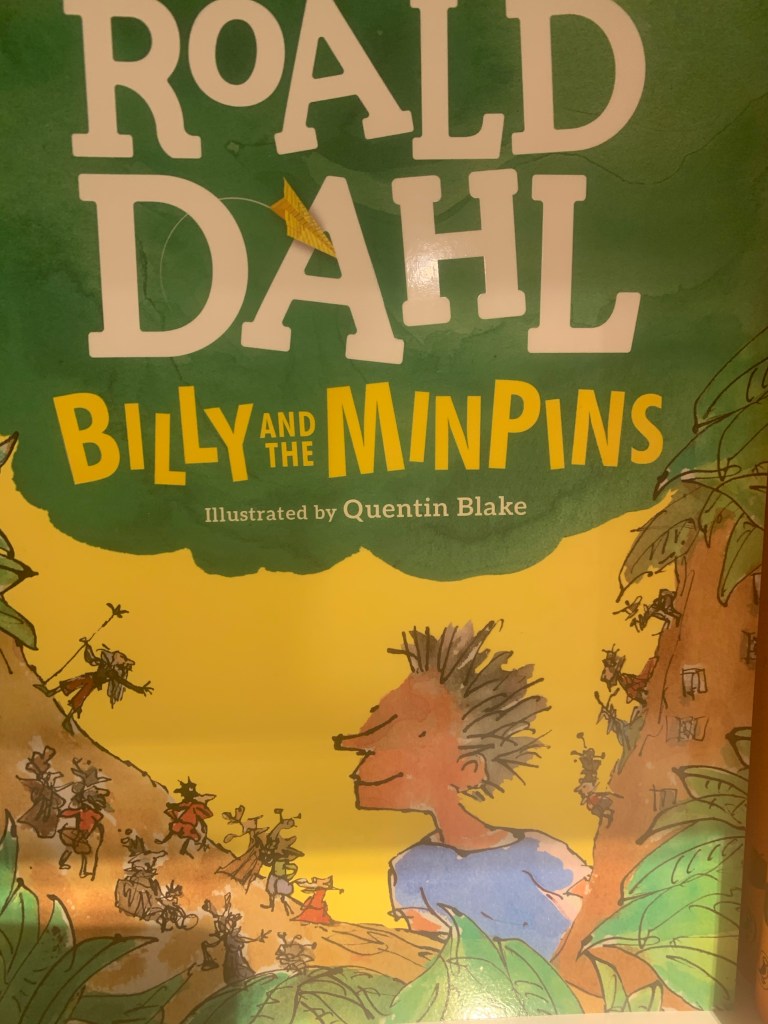 ROALD
DAHL
BILLY AND THE MINPINS
Illustrated by Quentin Blake